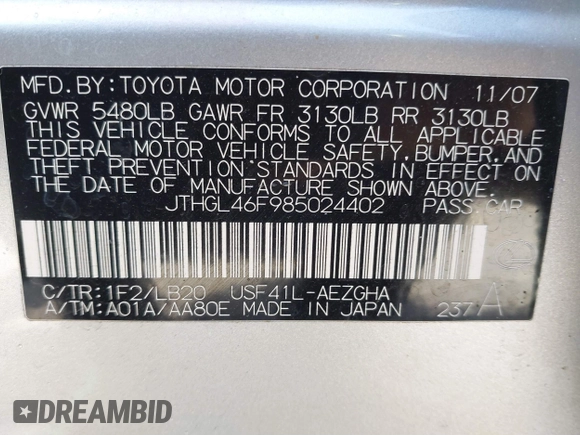 MFD.BY:TOYOTA MOTOR CORPORATION 11/07
GVWR 5480LB GAWR FR 3130LB RR 3130LB
THIS VEHICLE CONFORMS TO ALL APPLICABLE
FEDERAL MOTOR VEHICLE SAFETY,BUMPER,AND
THEFT PREVENTION STANDARDS IN EFFECT ON
THE DATE OF MANUFACTURE SHOWN ABOVE.
JTHGL46F985024402 PASS.CAR
C/TR:1F2/LB20 USF41L-AEZGHA
A/TM:A01A/AA80E MADE IN JAPAN 237A
DREAMBID